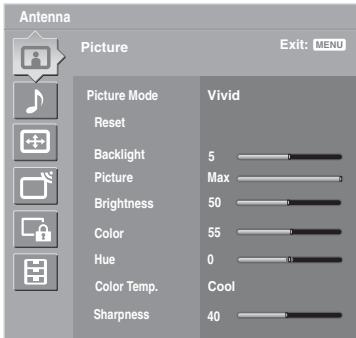 Antenna
Picture Exit: MENU
Picture Mode Vivid
Reset
Backlight 5
Picture Max
Brightness 50
Color 55
Hue 0
Color Temp. Cool
Sharpness 40